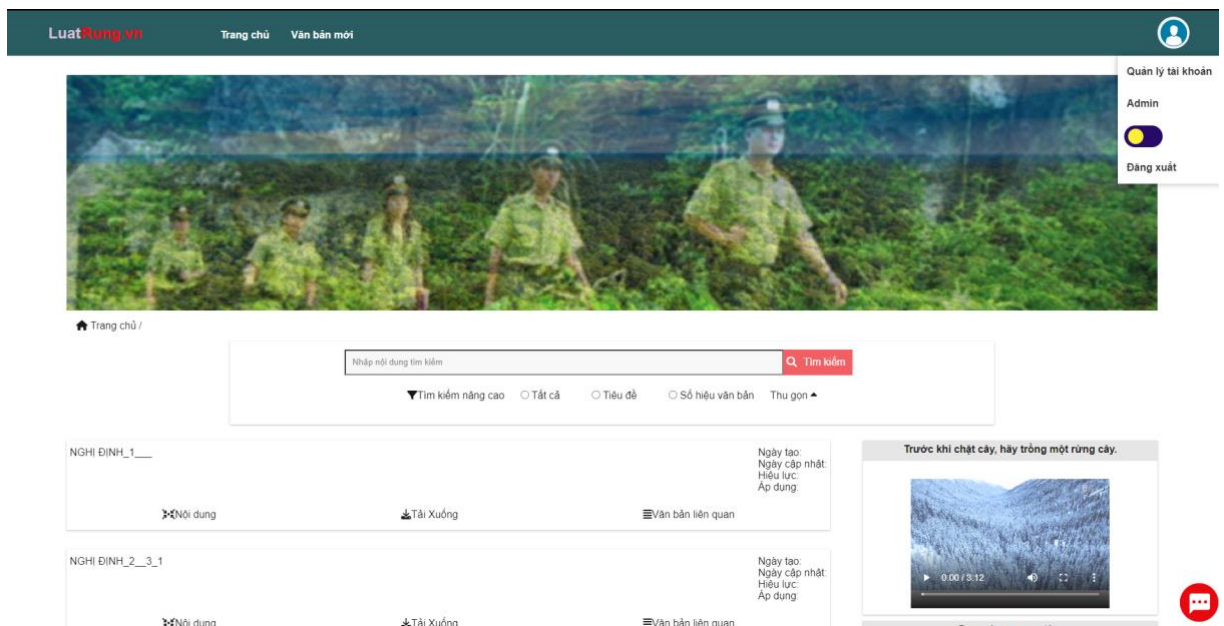 LuatRung.vn
Trang chủ Văn bản mới
Quản lý tài khoản
Admin
Đăng xuất
Trang chủ /
Nhập nội dung tìm kiếm
Tìm kiếm
Tìm kiếm nâng cao Tất cả Tiêu đề Số hiệu văn bản Thu gọn
NGHỊ ĐỊNH_1___
Ngày tạo:
Ngày cập nhật:
Hiệu lực:
Áp dụng:
Nội dung Tải Xuống Văn bản liên quan
NGHỊ ĐỊNH_2__3_1
Ngày tạo:
Ngày cập nhật:
Hiệu lực:
Áp dụng:
Nội dung Tải Xuống Văn bản liên quan
Trước khi chặt cây, hãy trồng một rừng cây.
0:00 / 3:12